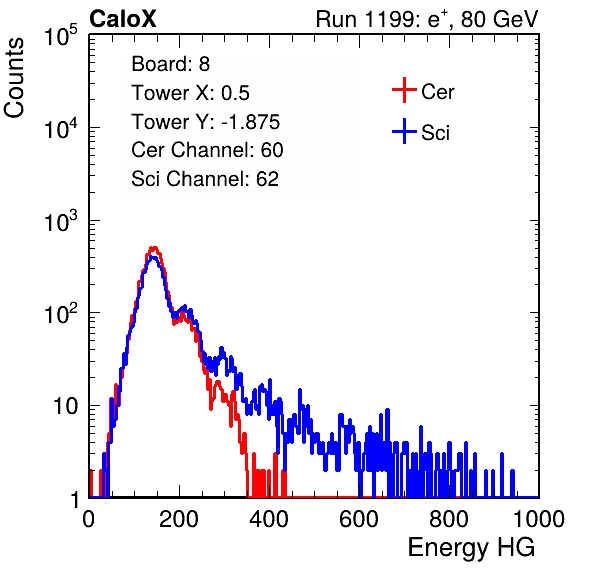 CaloX Run 1199: e⁺, 80 GeV
Counts
10⁵
10⁴
10³
10²
10
1
Board: 8
Tower X: 0.5
Tower Y: -1.875
Cer Channel: 60
Sci Channel: 62
Cer
Sci
0 200 400 600 800 1000
Energy HG